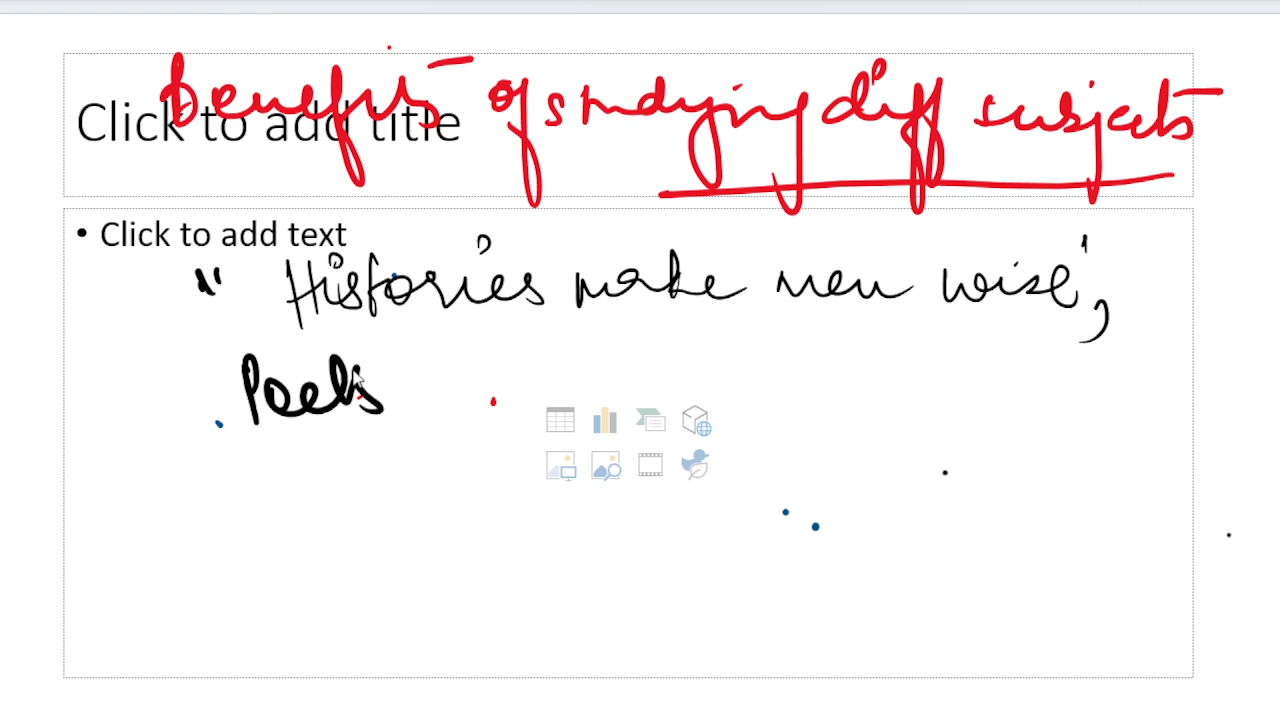 Benefits of studying diff subjects
Click to add title
• Click to add text
" Histories make men wise,
Poets